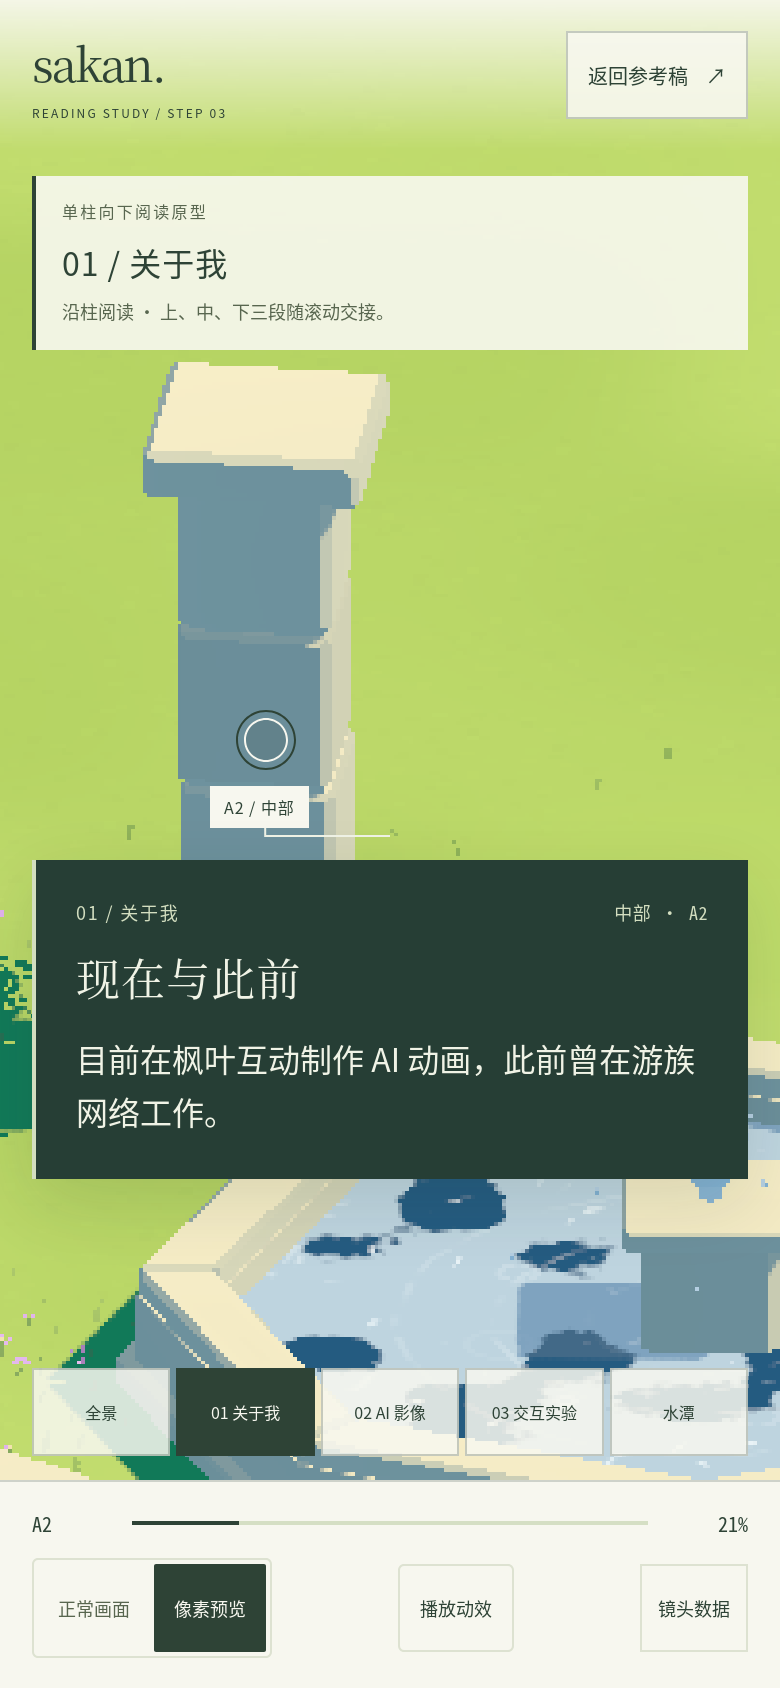 sakan.
返回参考稿 ↗
READING STUDY / STEP 03
单柱向下阅读原型
01 / 关于我
沿柱阅读 · 上、中、下三段随滚动交接。
A2 / 中部
01 / 关于我
中部 · A2
现在与此前
目前在枫叶互动制作 AI 动画，此前曾在游族
网络工作。
全景
01 关于我
02 AI 影像
03 交互实验
水潭
A2
21%
正常画面
像素预览
播放动效
镜头数据